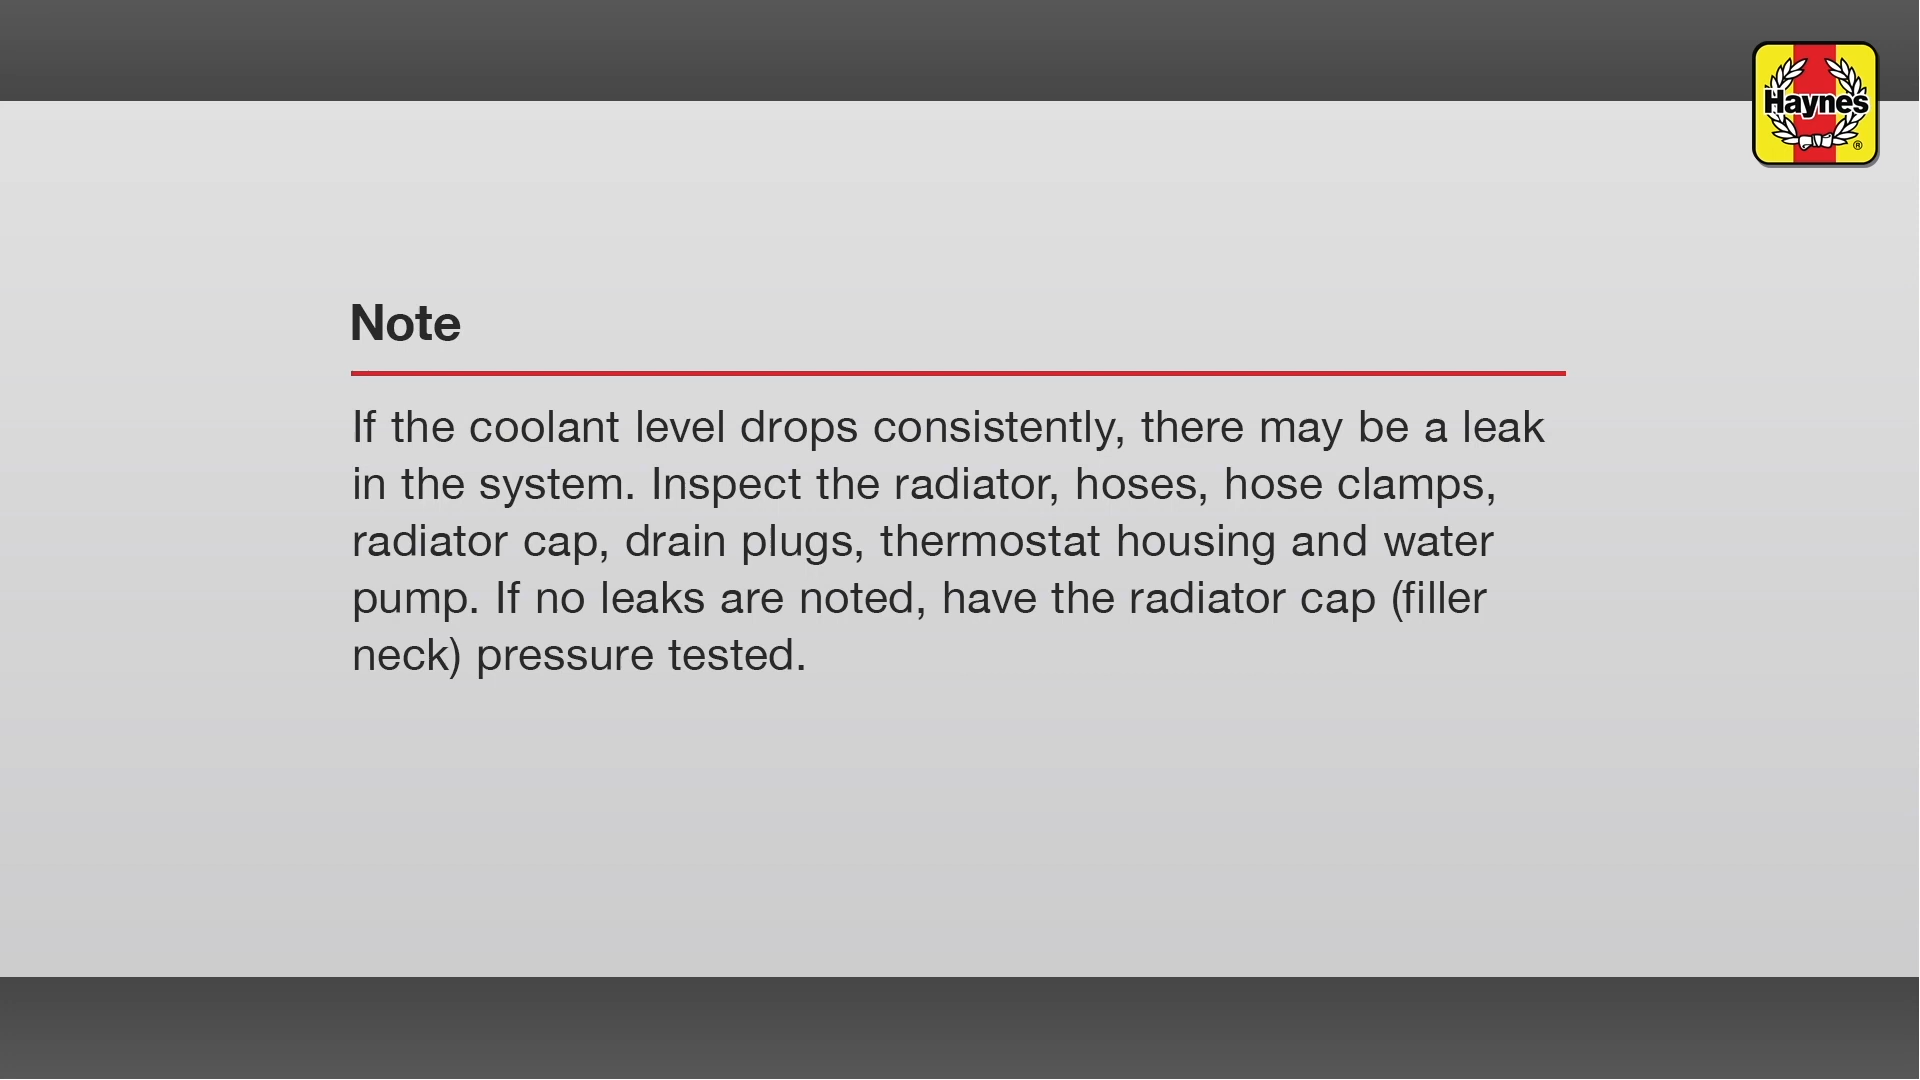 Haynes
®
Note
If the coolant level drops consistently, there may be a leak
in the system. Inspect the radiator, hoses, hose clamps,
radiator cap, drain plugs, thermostat housing and water
pump. If no leaks are noted, have the radiator cap (filler
neck) pressure tested.